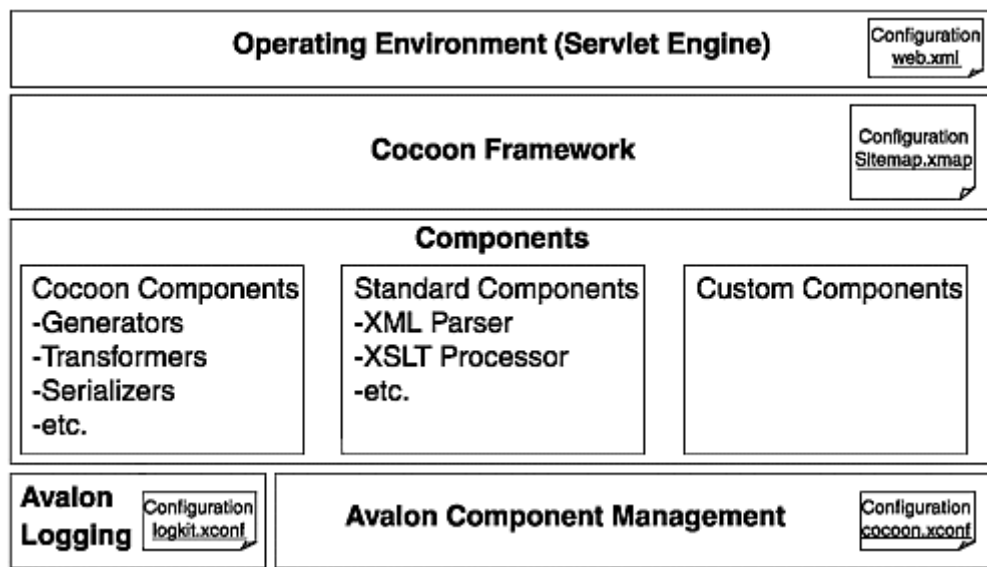 Operating Environment (Servlet Engine)
Configuration
web.xml
Cocoon Framework
Configuration
Sitemap.xmap
Components
Cocoon Components
-Generators
-Transformers
-Serializers
-etc.
Standard Components
-XML Parser
-XSLT Processor
-etc.
Custom Components
Avalon
Logging
Configuration
logkit.xconf
Avalon Component Management
Configuration
cocoon.xconf